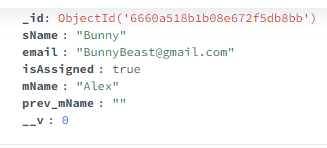 _id: ObjectId('6660a518b1b08e672f5db8bb')
sName : "Bunny"
email : "BunnyBeast@gmail.com"
isAssigned : true
mName : "Alex"
prev_mName : ""
__v : 0